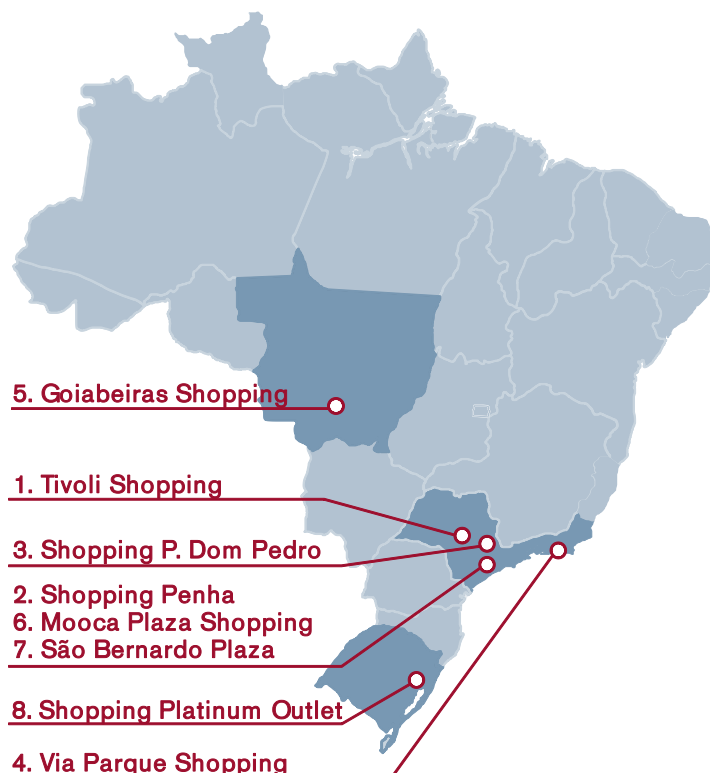 5. Goiabeiras Shopping
1. Tivoli Shopping
3. Shopping P. Dom Pedro
2. Shopping Penha
6. Mooca Plaza Shopping
7. São Bernardo Plaza
8. Shopping Platinum Outlet
4. Via Parque Shopping